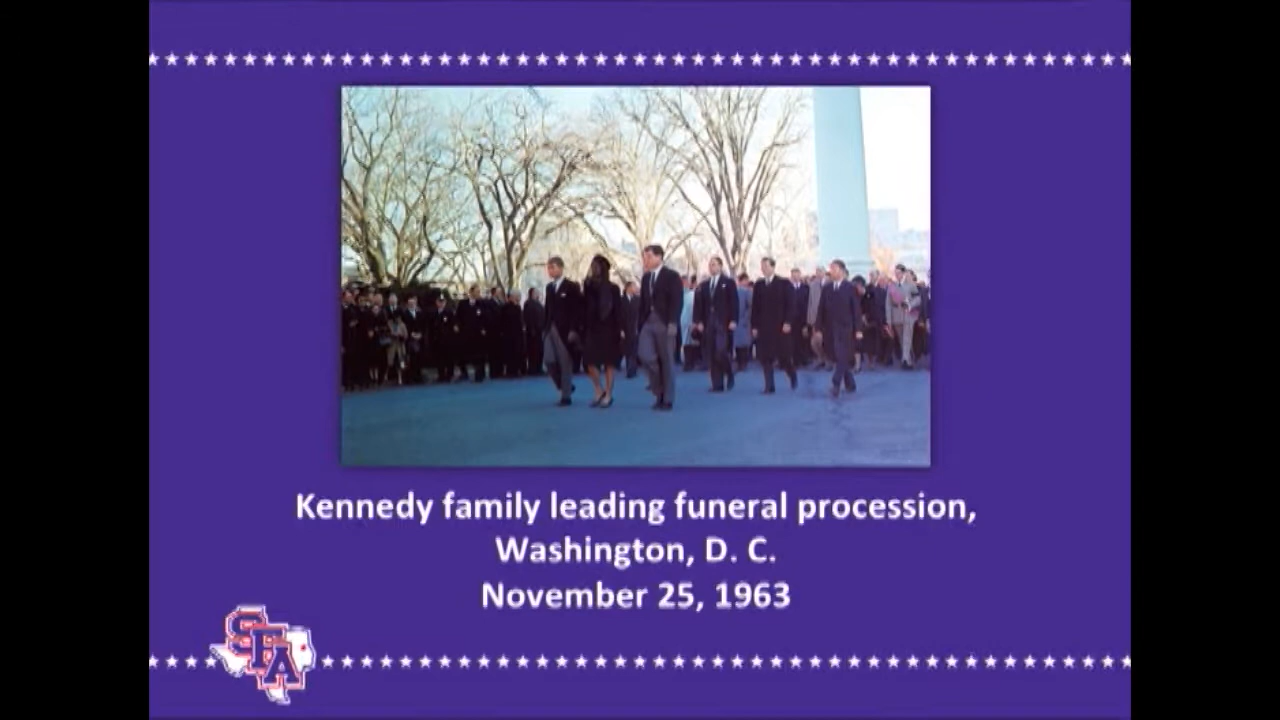 Kennedy family leading funeral procession,
Washington, D. C.
November 25, 1963
SFA